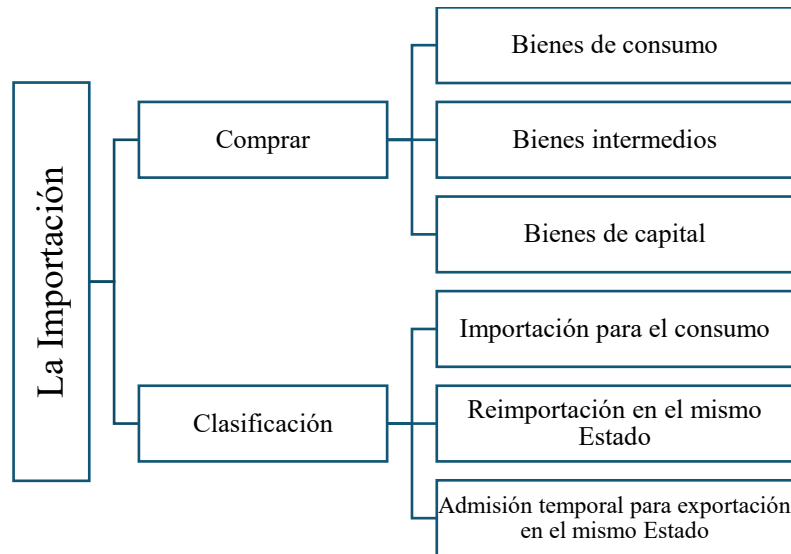 La Importación
Comprar
Bienes de consumo
Bienes intermedios
Bienes de capital
Clasificación
Importación para el consumo
Reimportación en el mismo
Estado
Admisión temporal para exportación
en el mismo Estado